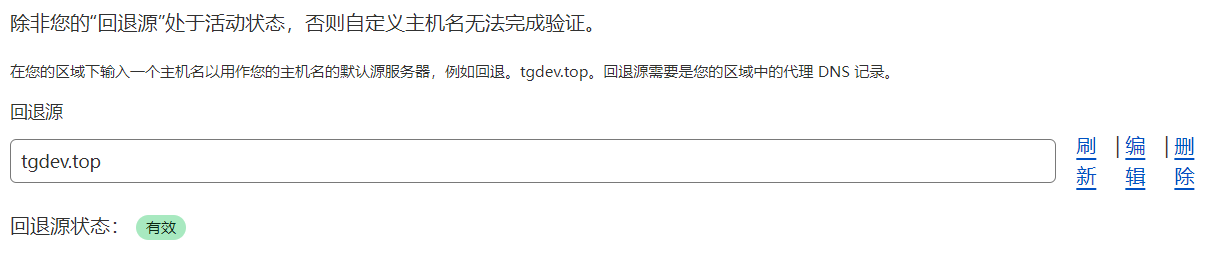 除非您的“回退源”处于活动状态，否则自定义主机名无法完成验证。
在您的区域下输入一个主机名以用作您的主机名的默认源服务器，例如回退。tgdev.top。回退源需要是您的区域中的代理 DNS 记录。
回退源
tgdev.top
刷新 | 编辑 | 删除
回退源状态： 有效